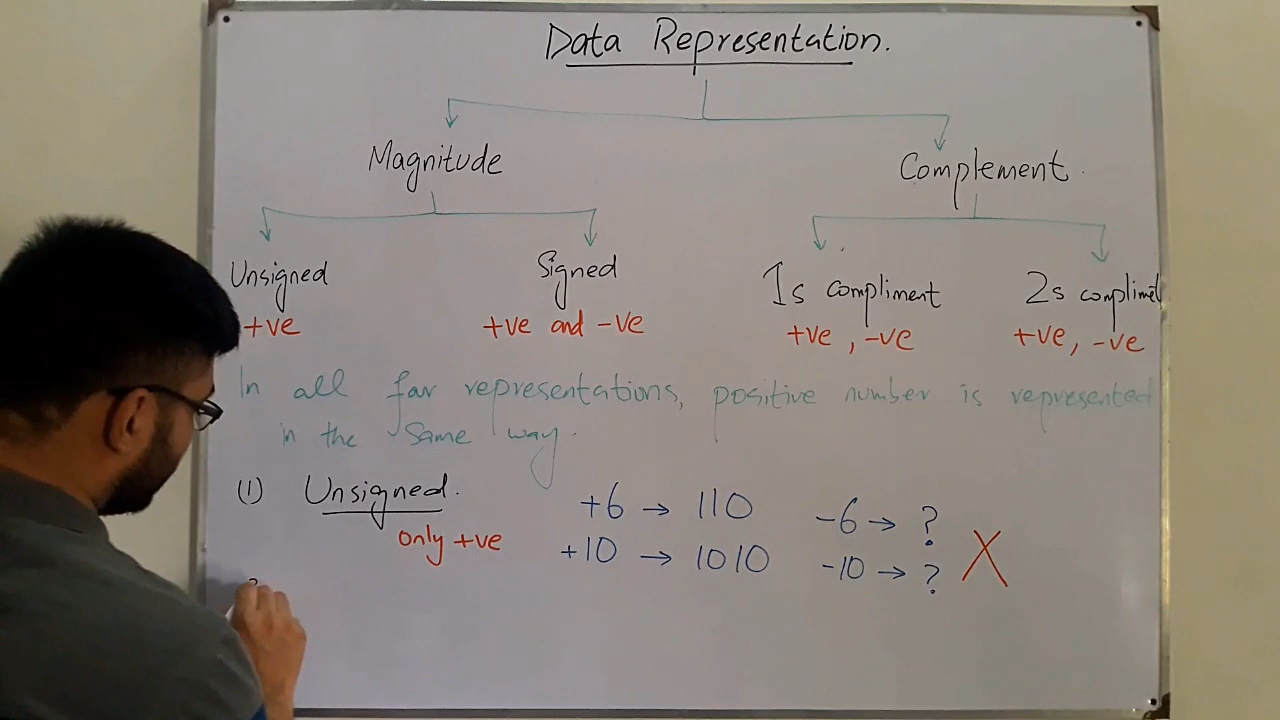 Data Representation.
Magnitude
Complement
Unsigned
Signed
1s compliment
2s complimet
+ve
+ve and -ve
+ve, -ve
+ve, -ve
In all far representations, positive number is represented
in the same way.
(1) Unsigned.
only +ve
+6 → 110
-6 → ?
+10 → 1010
-10 → ?
X